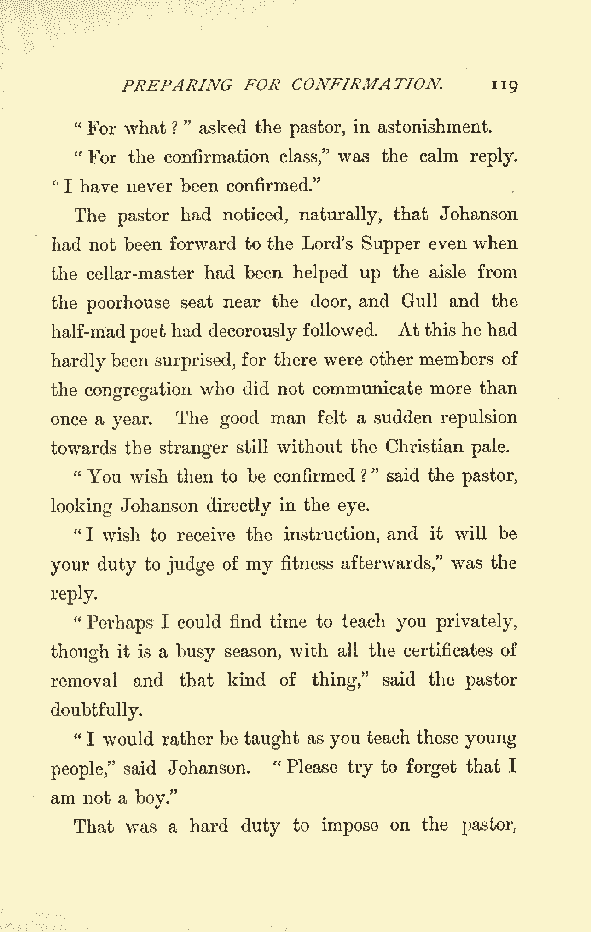 PREPARING FOR CONFIRMATION. 119
"For what?" asked the pastor, in astonishment.
"For the confirmation class," was the calm reply.
"I have never been confirmed."
The pastor had noticed, naturally, that Johanson
had not been forward to the Lord's Supper even when
the cellar-master had been helped up the aisle from
the poorhouse seat near the door, and Gull and the
half-mad poet had decorously followed. At this he had
hardly been surprised, for there were other members of
the congregation who did not communicate more than
once a year. The good man felt a sudden repulsion
towards the stranger still without the Christian pale.
"You wish then to be confirmed?" said the pastor,
looking Johanson directly in the eye.
"I wish to receive the instruction, and it will be
your duty to judge of my fitness afterwards," was the
reply.
"Perhaps I could find time to teach you privately,
though it is a busy season, with all the certificates of
removal and that kind of thing," said the pastor
doubtfully.
"I would rather be taught as you teach these young
people," said Johanson. "Please try to forget that I
am not a boy."
That was a hard duty to impose on the pastor,